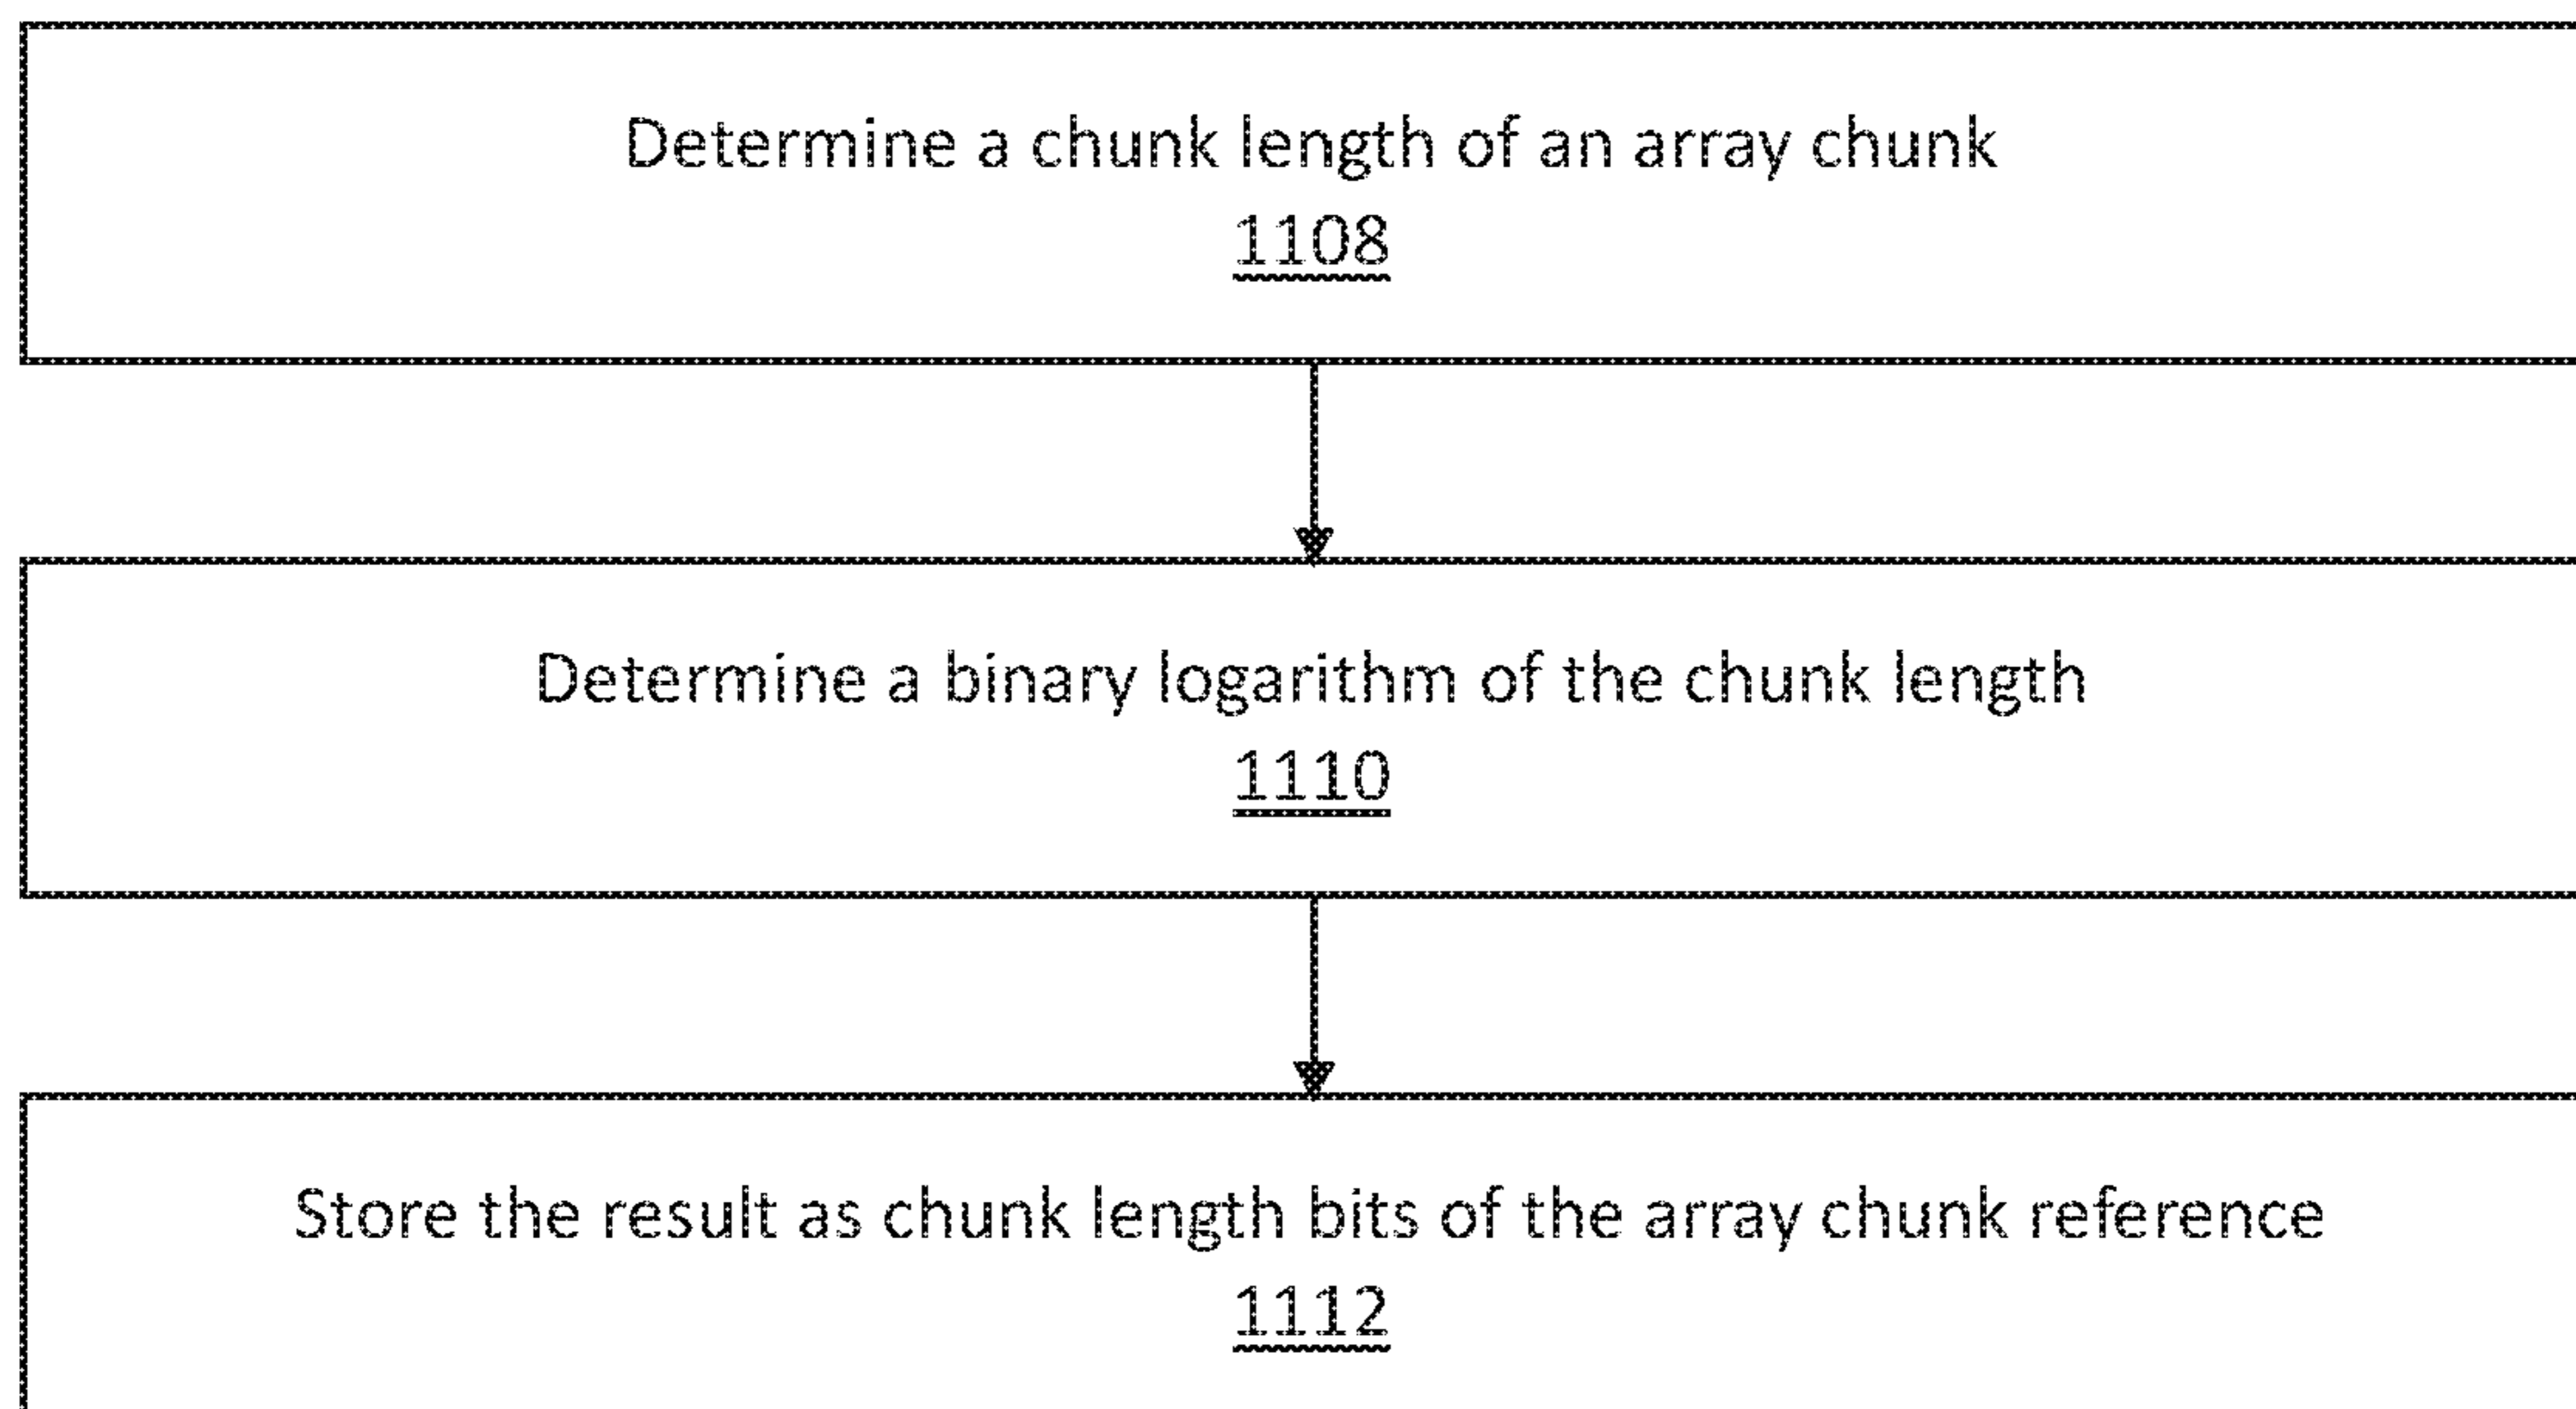 Determine a chunk length of an array chunk
1108
Determine a binary logarithm of the chunk length
1110
Store the result as chunk length bits of the array chunk reference
1112